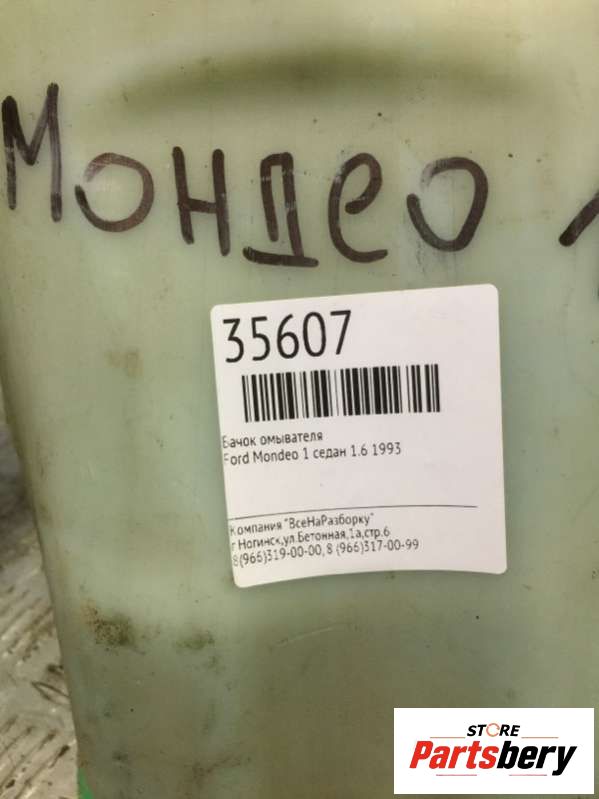 Мондео 1
35607
Бачок омывателя
Ford Mondeo 1 седан 1.6 1993
Компания "ВсеНаРазборку"
г Ногинск,ул.Бетонная,1а,стр.6
8(966)319-00-00, 8 (966)317-00-99
STORE
Partsbery